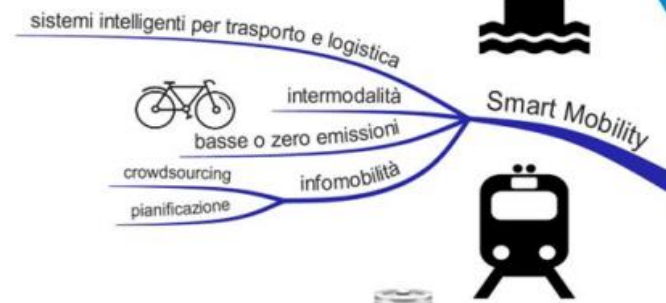 sistemi intelligenti per trasporto e logistica
intermodalità
Smart Mobility
basse o zero emissioni
infomobilità
crowdsourcing
pianificazione